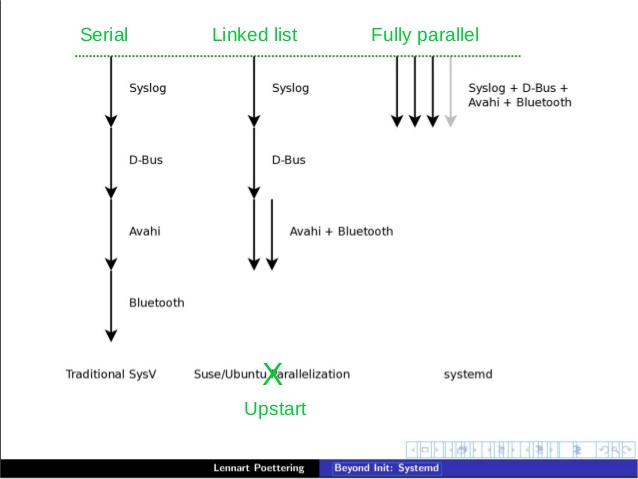 Serial
Linked list
Fully parallel
Syslog
Syslog
Syslog + D-Bus +
Avahi + Bluetooth
D-Bus
D-Bus
Avahi
Avahi + Bluetooth
Bluetooth
Traditional SysV
Suse/Ubuntu Parallelization
X
systemd
Upstart
Lennart Poettering
Beyond Init: Systemd